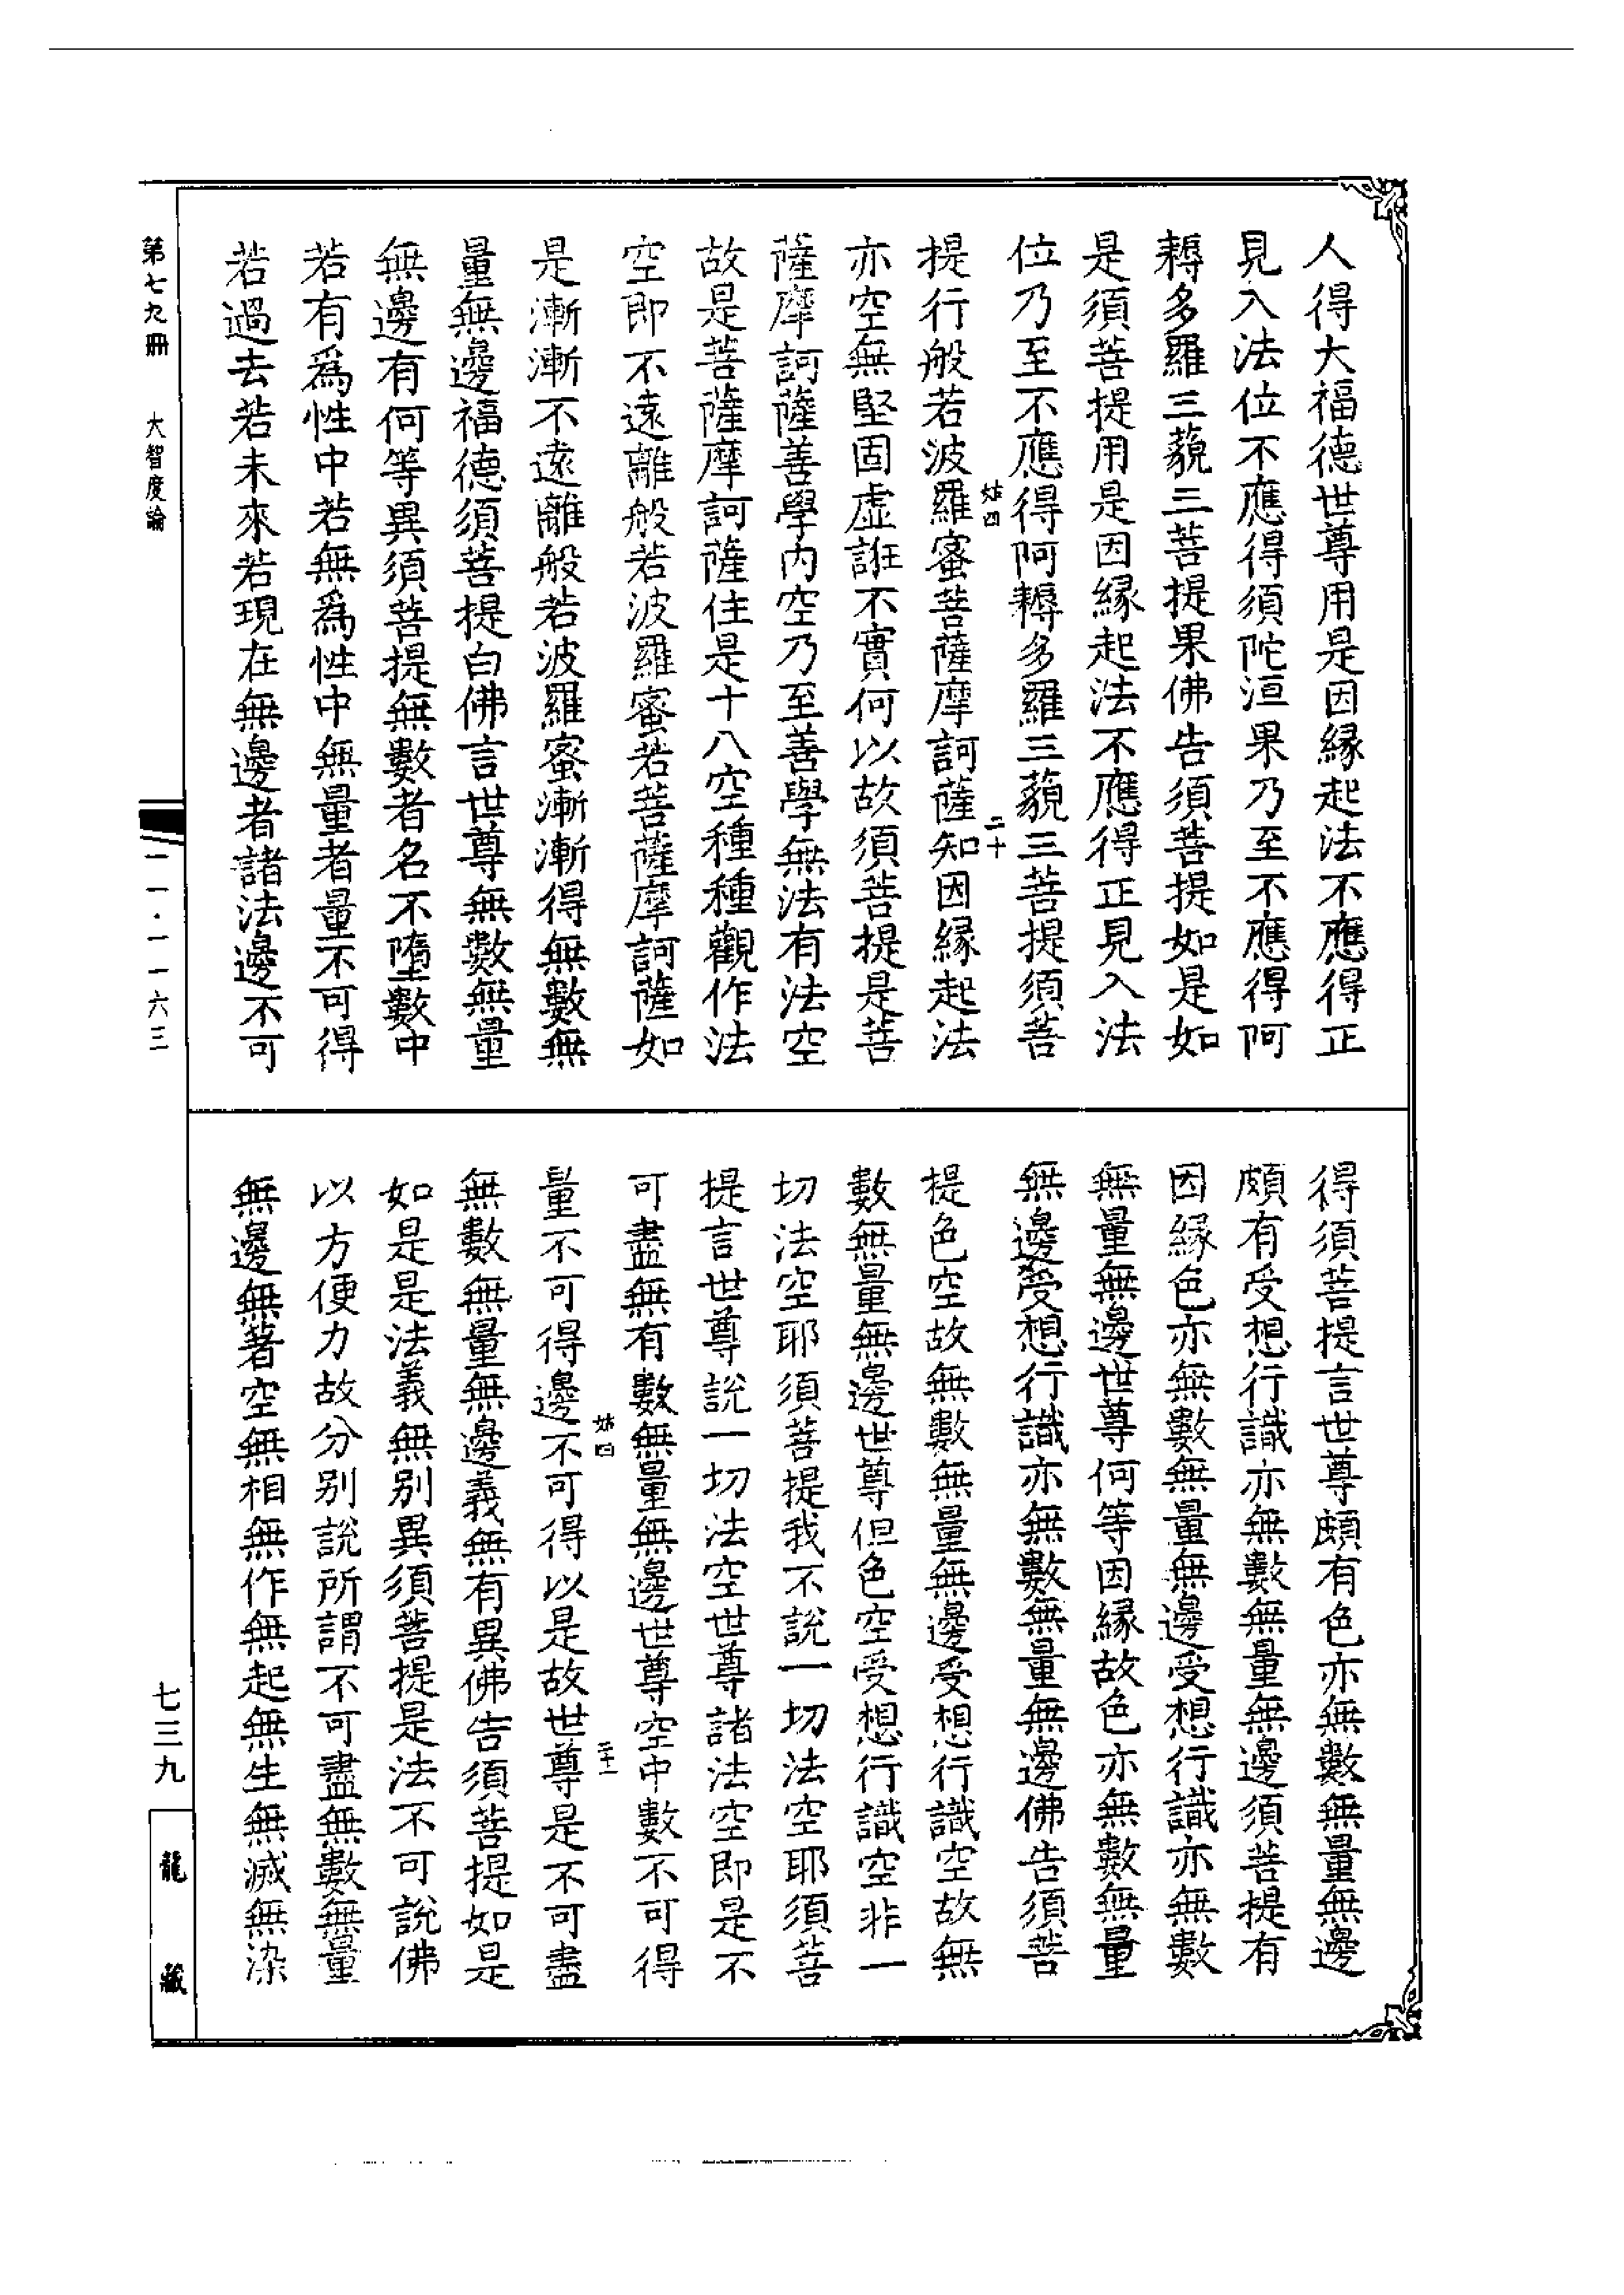 人得大福德世尊用是因緣起法不應得正
見入法位不應得須陀洹果乃至不應得阿
耨多羅三藐三菩提果佛告須菩提如是如
是須菩提用是因緣起法不應得正見入法
位乃至不應得阿耨多羅三藐三菩提須菩
姑四
二十
提行般若波羅蜜菩薩摩訶薩知因緣起法
亦空無堅固虛誑不實何以故須菩提是菩
薩摩訶薩善學內空乃至善學無法有法空
故是菩薩摩訶薩住是十八空種種觀作法
空即不遠離般若波羅蜜若菩薩摩訶薩如
是漸漸不遠離般若波羅蜜漸漸得無數無
量無邊福德須菩提白佛言世尊無數無量
無邊有何等異須菩提無數者名不墮數中
若有為性中若無為性中無量者量不可得
若過去若未來若現在無邊者諸法邊不可
得須菩提言世尊頗有色亦無數無量無邊
頗有受想行識亦無數無量無邊須菩提有
因緣色亦無數無量無邊受想行識亦無數
無量無邊世尊何等因緣故色亦無數無量
無邊受想行識亦無數無量無邊佛告須菩
提色空故無數無量無邊受想行識空故無
數無量無邊世尊但色空受想行識空非一
切法空耶須菩提我不說一切法空耶須菩
提言世尊說一切法空世尊諸法空即是不
可盡無有數無量無邊世尊空中數不可得
姑四
二十一
量不可得邊不可得以是故世尊是不可盡
無數無量無邊義無有異佛告須菩提如是
如是是法義無別異須菩提是法不可說佛
以方便力故分別說所謂不可盡無數無量
無邊無著空無相無作無起無生無滅無染
第七九冊 大智度論
一一·一一六三
七三九
龍藏